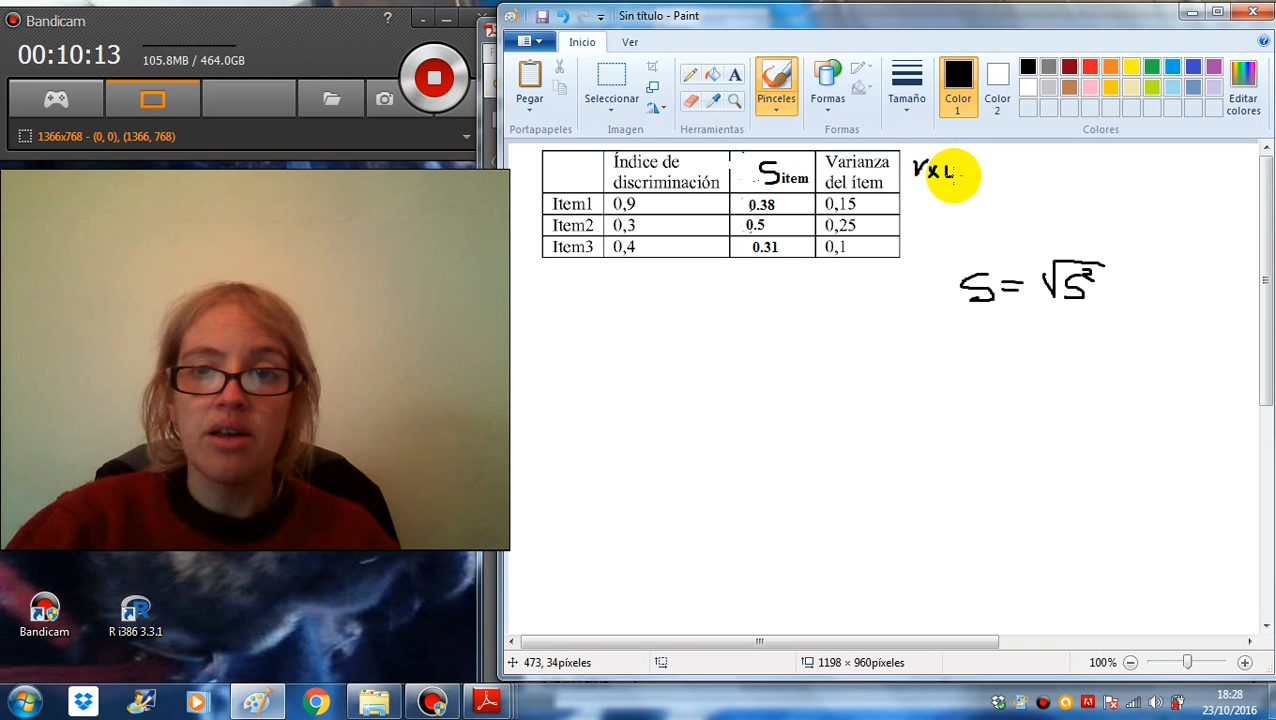 Bandicam
00:10:13
105.8MB / 464.0GB
1366x768 - (0, 0), (1366, 768)
Sin título - Paint
Inicio
Ver
Pegar
Seleccionar
A
Pinceles
Formas
Tamaño
Color 1
Color 2
Editar colores
Portapapeles
Imagen
Herramientas
Formas
Colores
Índice de discriminación
S item
Varianza del ítem
Item1 0,9 0.38 0,15
Item2 0,3 0.5 0,25
Item3 0,4 0.31 0,1
S = √S²
Bandicam
R i386 3.3.1
473, 34píxeles
1198 × 960píxeles
100%
18:28
23/10/2016